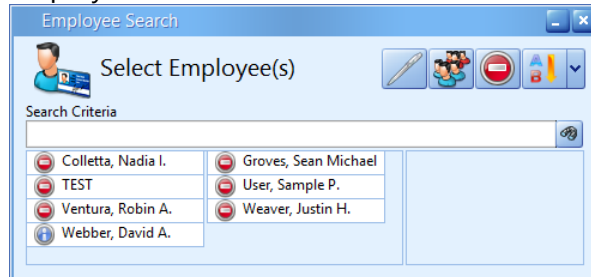 Employee Search
Select Employee(s)
A
B
Search Criteria
Colletta, Nadia I.
Groves, Sean Michael
TEST
User, Sample P.
Ventura, Robin A.
Weaver, Justin H.
Webber, David A.